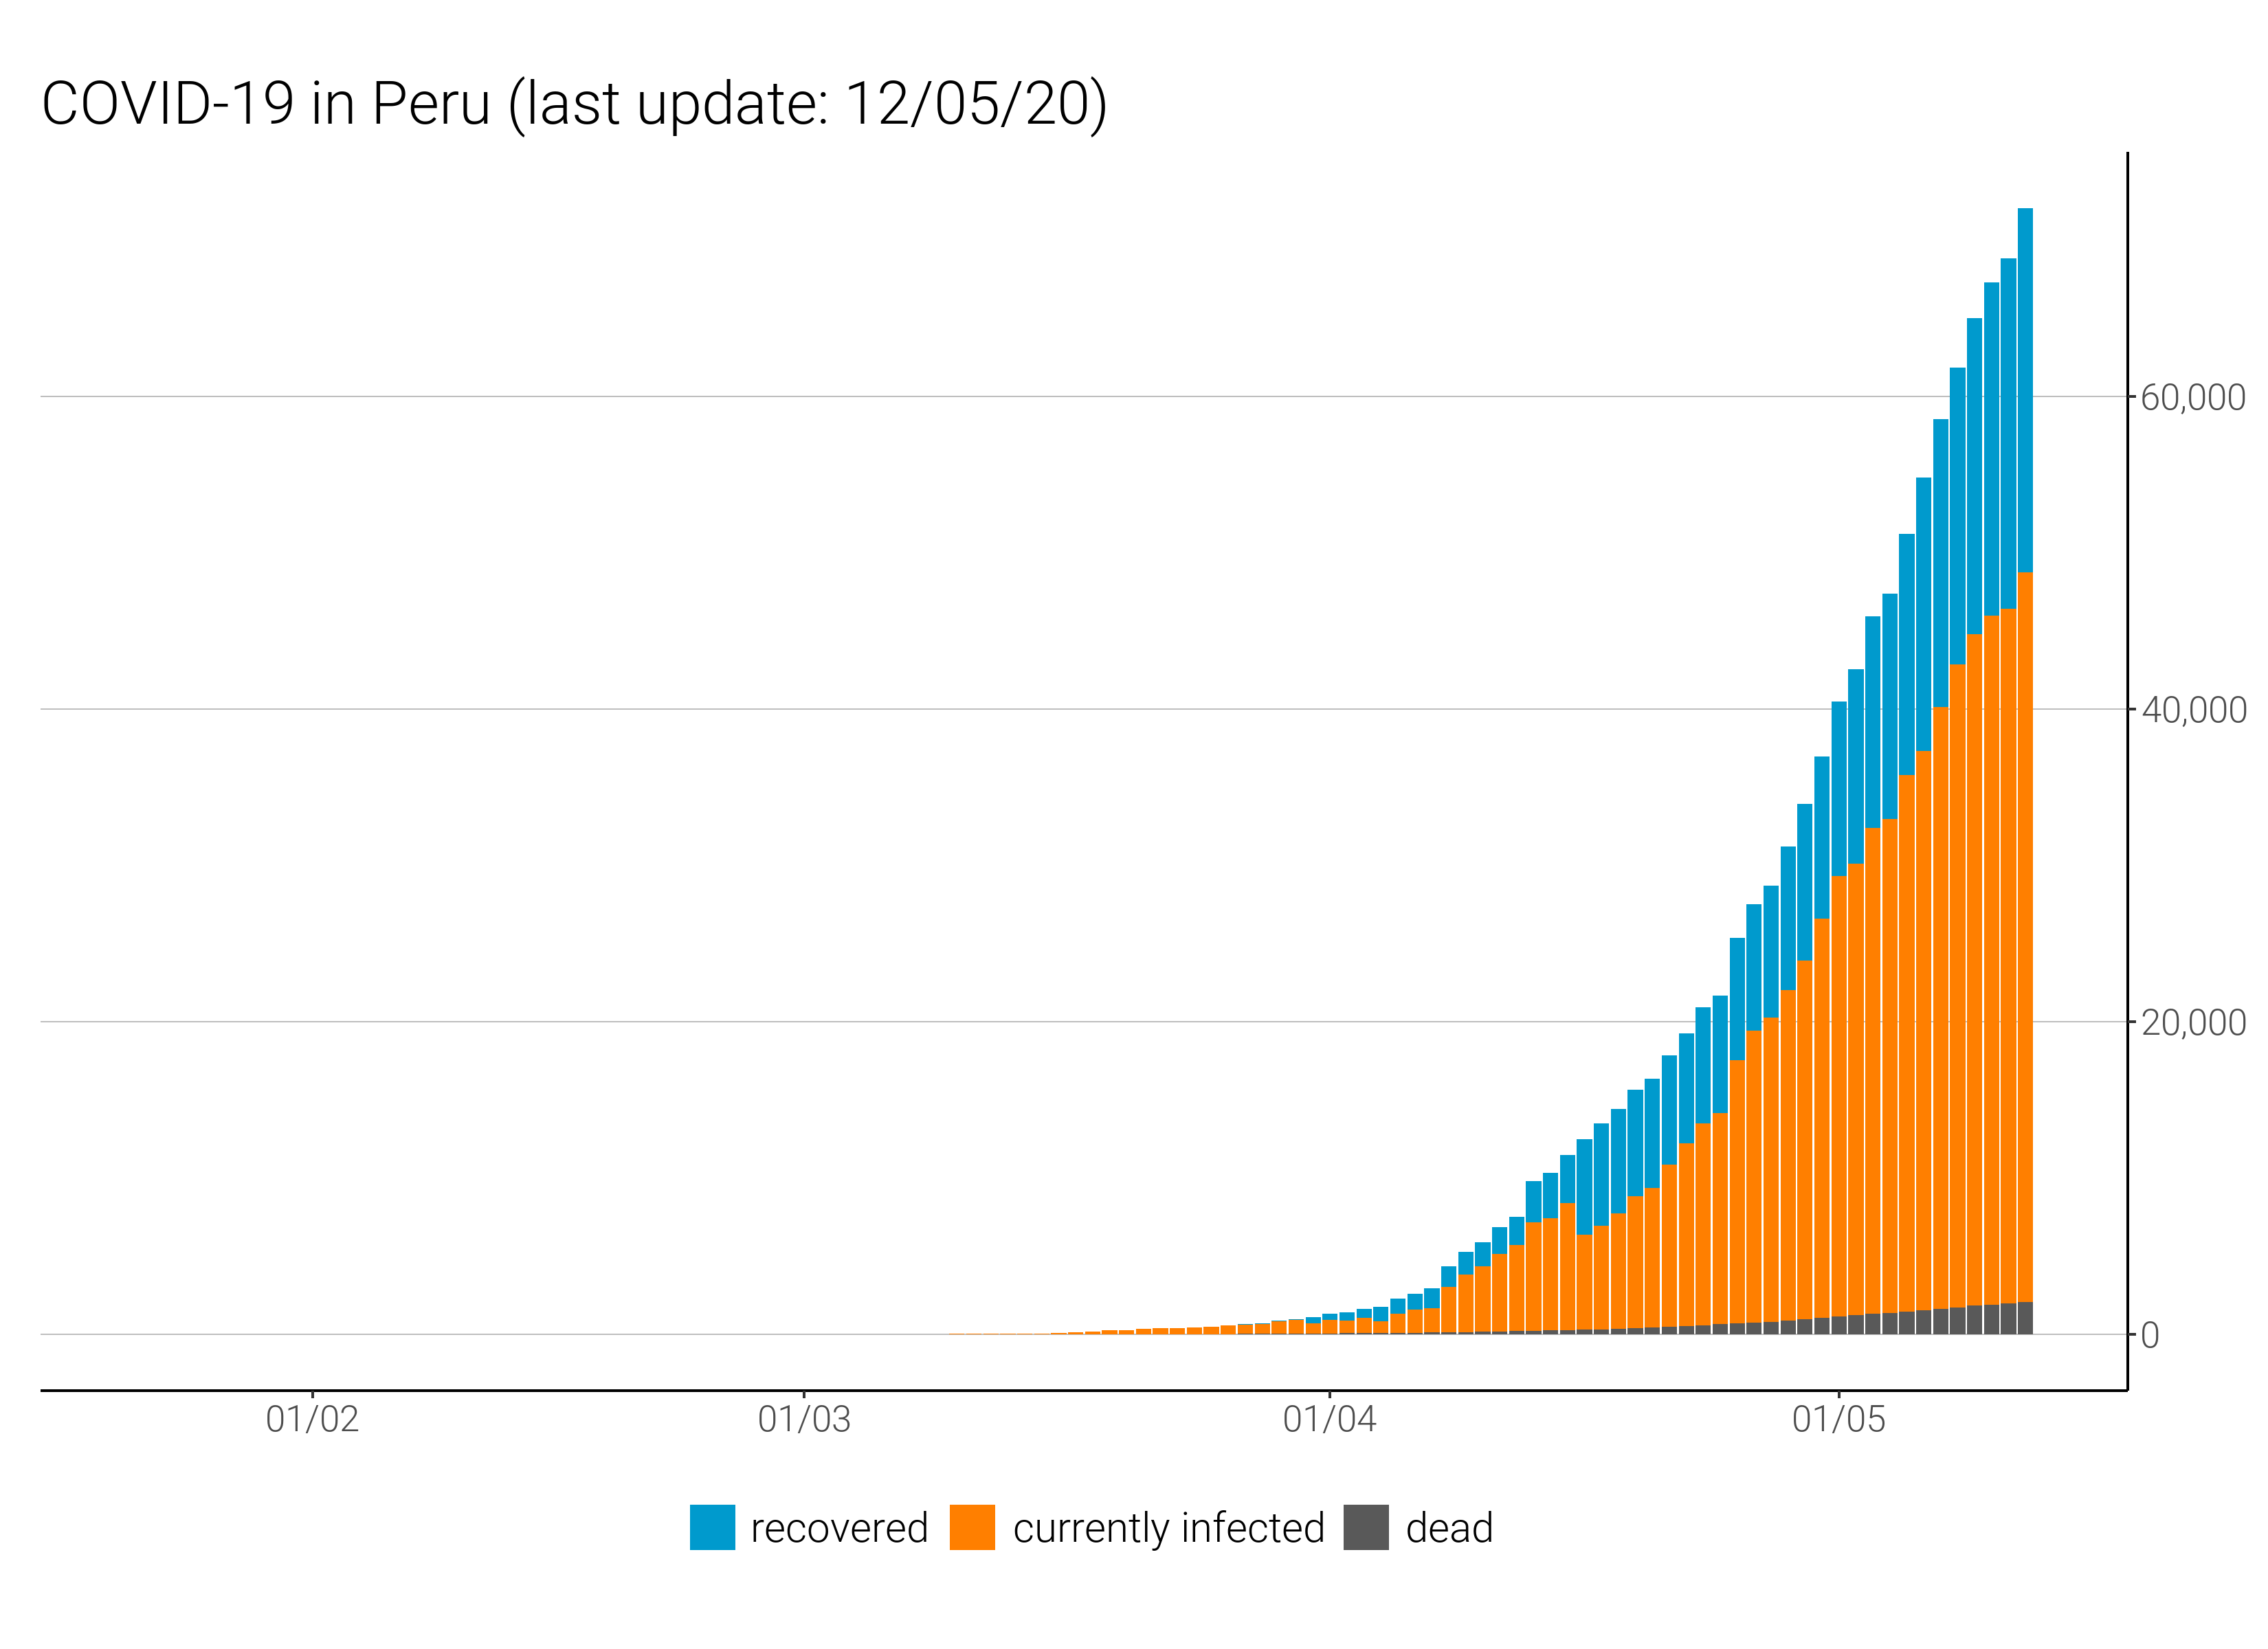 COVID-19 in Peru (last update: 12/05/20)
60,000
40,000
20,000
0
01/02 01/03 01/04 01/05
recovered currently infected dead